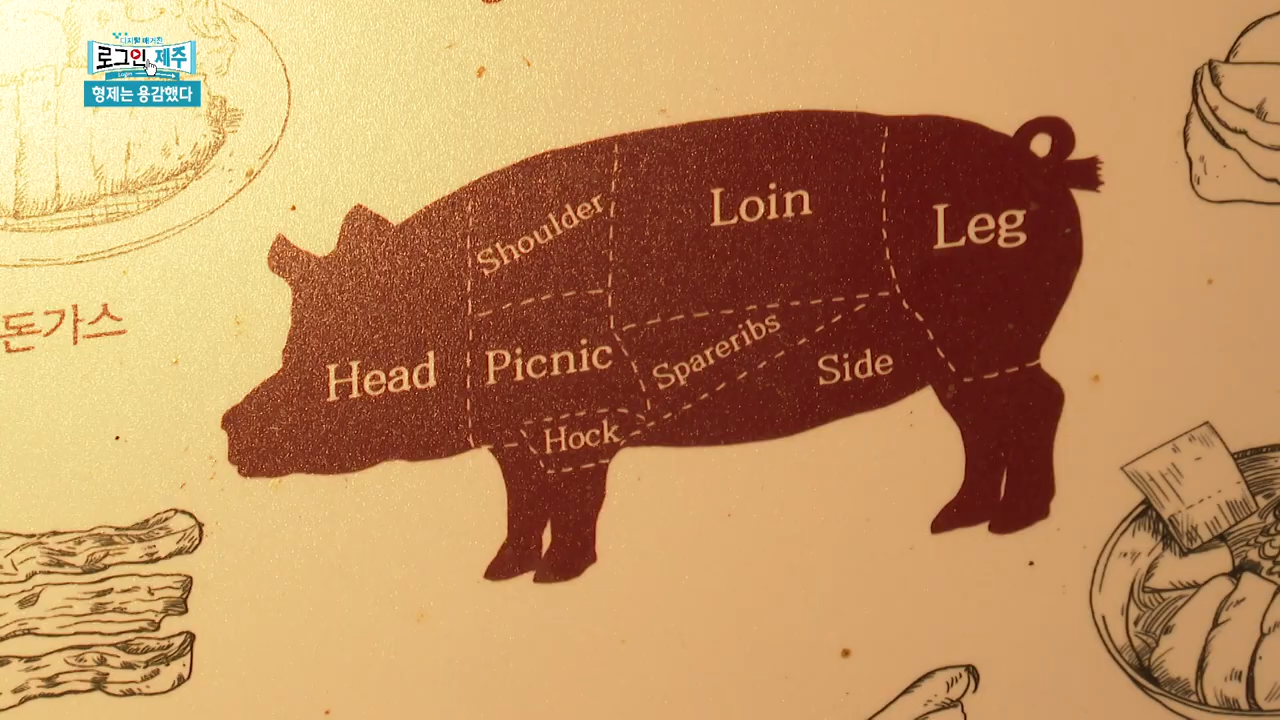 디지털 매거진
로그인 제주
Login
형제는 용감했다
Shoulder
Loin
Leg
돈가스
Head
Picnic
Spareribs
Side
Hock